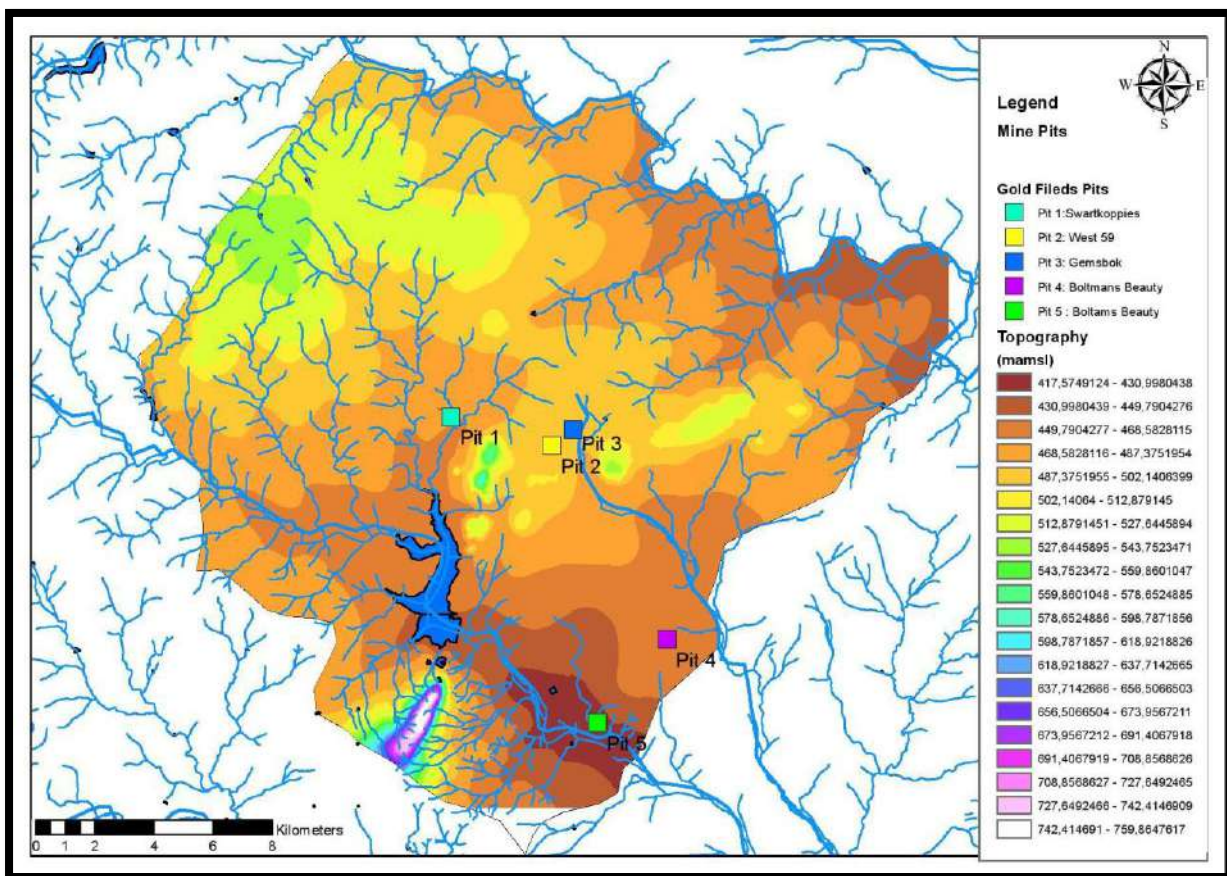 N
W E
S
Legend
Mine Pits
Gold Fileds Pits
Pit 1:Swartkoppies
Pit 2: West 59
Pit 3: Gemsbok
Pit 4: Boltmans Beauty
Pit 5 : Boltams Beauty
Topography
(mamsl)
417,5749124 - 430,9980438
430,9980439 - 449,7904276
449,7904277 - 468,5828115
468,5828116 - 487,3751954
487,3751955 - 502,1406399
502,14064 - 512,879145
512,8791451 - 527,6445894
527,6445895 - 543,7523471
543,7523472 - 559,8601047
559,8601048 - 578,6524885
578,6524886 - 598,7871856
598,7871857 - 618,9218826
618,9218827 - 637,7142665
637,7142666 - 656,5066503
656,5066504 - 673,9567211
673,9567212 - 691,4067918
691,4067919 - 708,8568626
708,8568627 - 727,6492465
727,6492466 - 742,4146909
742,414691 - 759,8647617
Pit 1
Pit 3
Pit 2
Pit 4
Pit 5
Kilometers
0 1 2 4 6 8